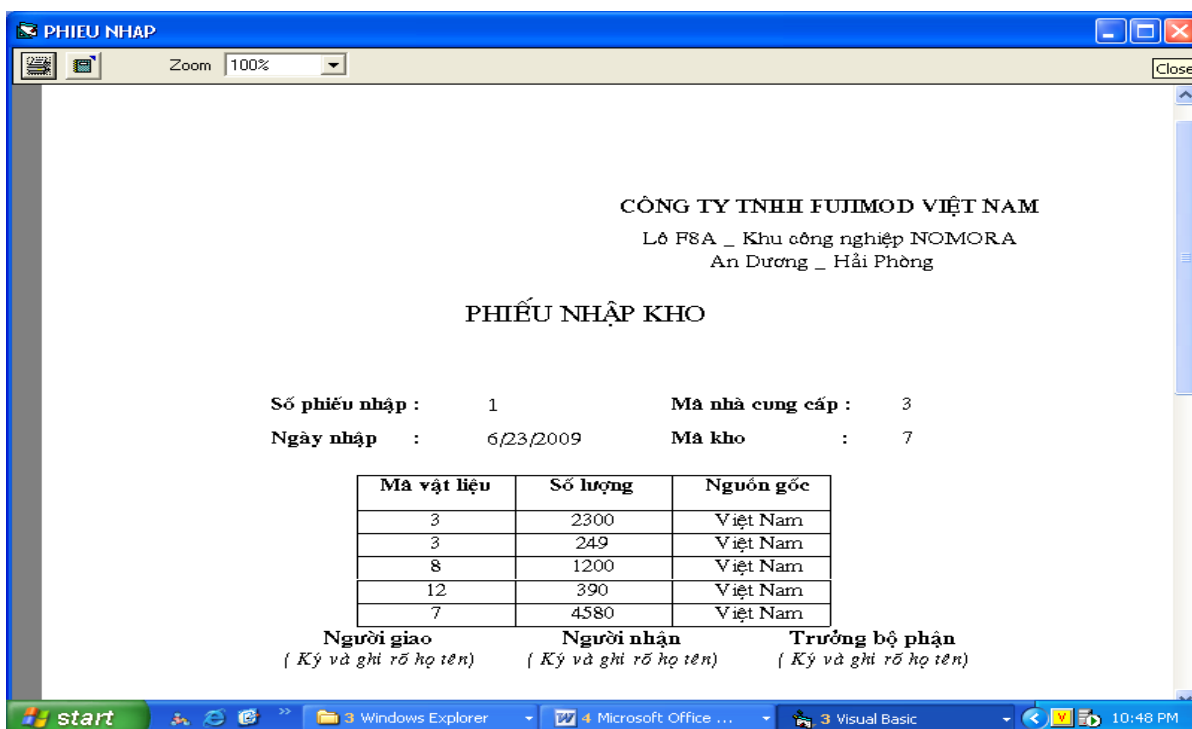 PHIEU NHAP
Zoom 100%
Close
CÔNG TY TNHH FUJIMOD VIỆT NAM
Lô F8A _ Khu công nghiệp NOMORA
An Dương _ Hải Phòng
PHIẾU NHẬP KHO
Số phiếu nhập : 1 Mã nhà cung cấp : 3
Ngày nhập : 6/23/2009 Mã kho : 7
Mã vật liệu Số lượng Nguồn gốc
3 2300 Việt Nam
3 249 Việt Nam
8 1200 Việt Nam
12 390 Việt Nam
7 4580 Việt Nam
Người giao Người nhận Trưởng bộ phận
( Ký và ghi rõ họ tên) ( Ký và ghi rõ họ tên) ( Ký và ghi rõ họ tên)
start 3 Windows Explorer 4 Microsoft Office ... 3 Visual Basic V 10:48 PM